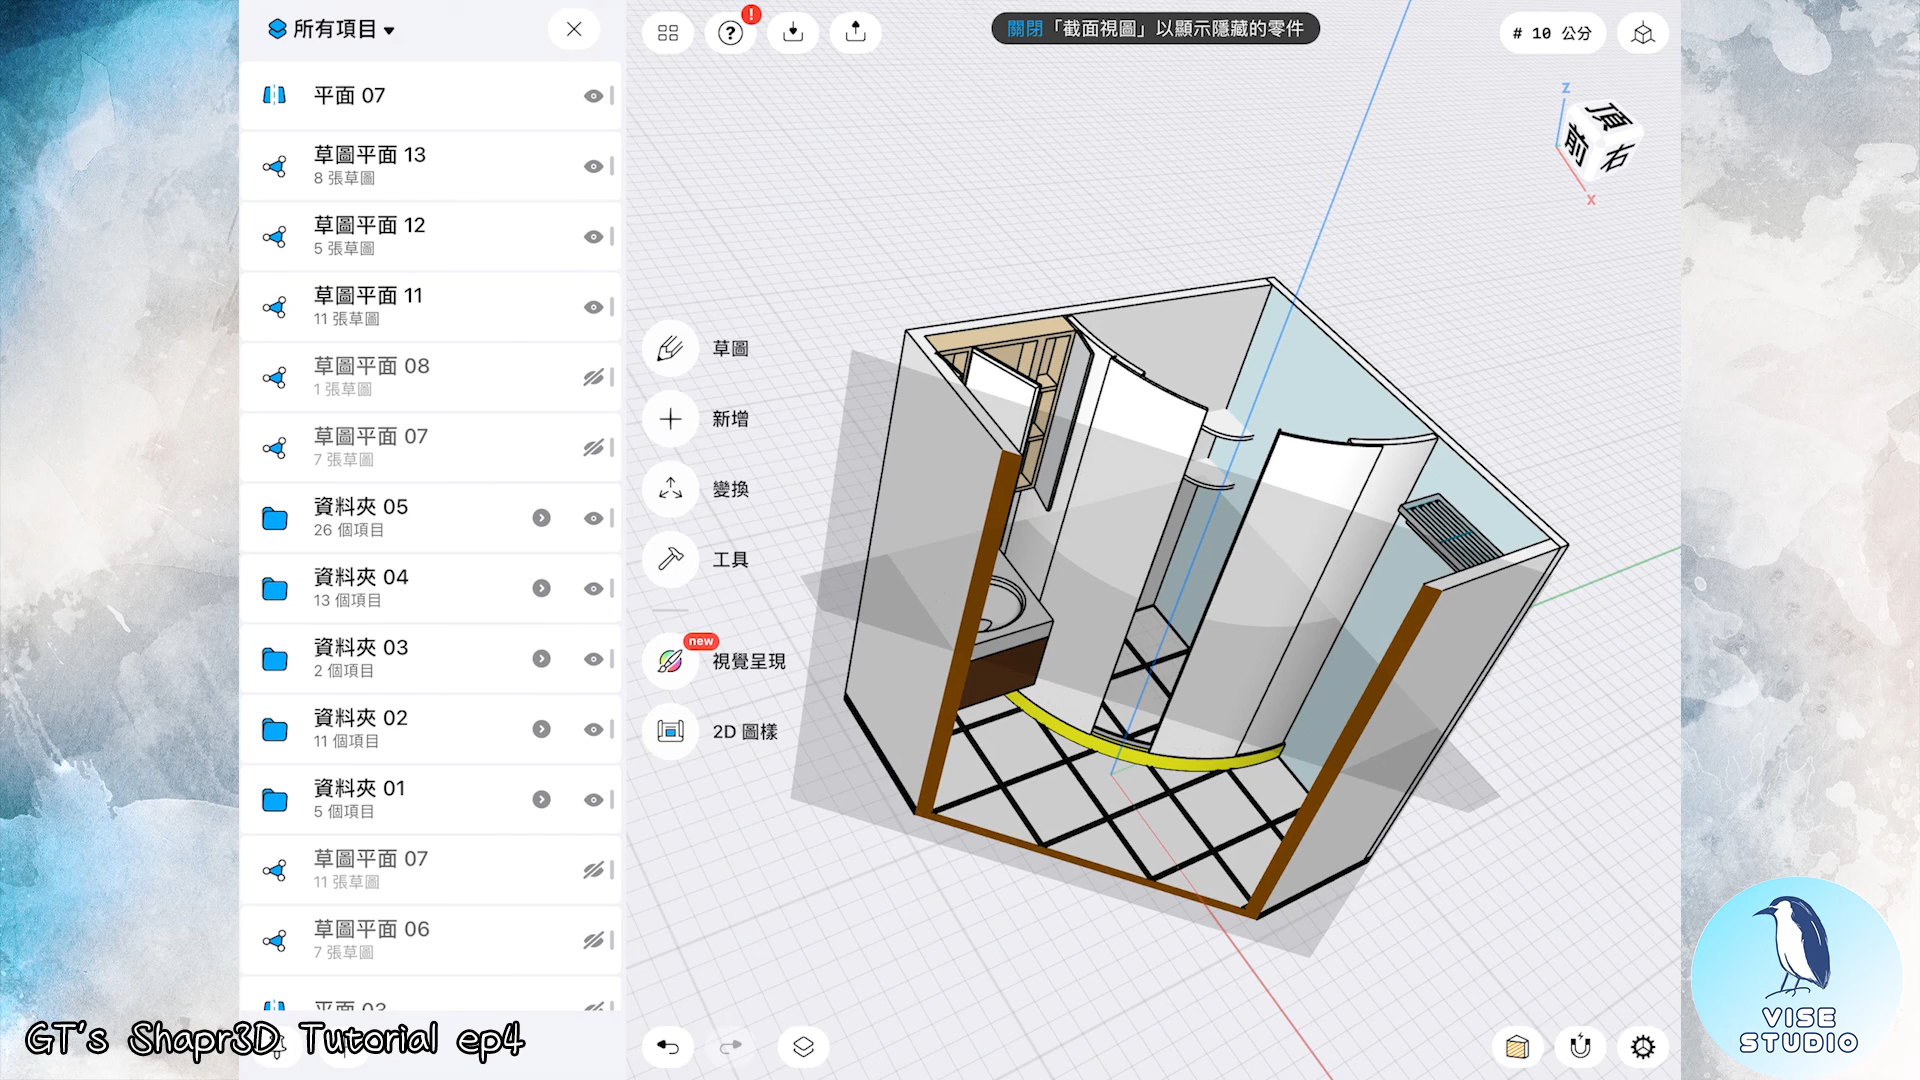 所有項目
平面 07
草圖平面 13
8 張草圖
草圖平面 12
5 張草圖
草圖平面 11
11 張草圖
草圖平面 08
1 張草圖
草圖平面 07
7 張草圖
資料夾 05
26 個項目
資料夾 04
13 個項目
資料夾 03
2 個項目
資料夾 02
11 個項目
資料夾 01
5 個項目
草圖平面 07
11 張草圖
草圖平面 06
7 張草圖
平面 03
GT's Shapr3D Tutorial ep4
關閉「截面視圖」以顯示隱藏的零件
# 10 公分
Z
頂
前
右
X
草圖
新增
變換
工具
new
視覺呈現
2D 圖樣
VISE
STUDIO